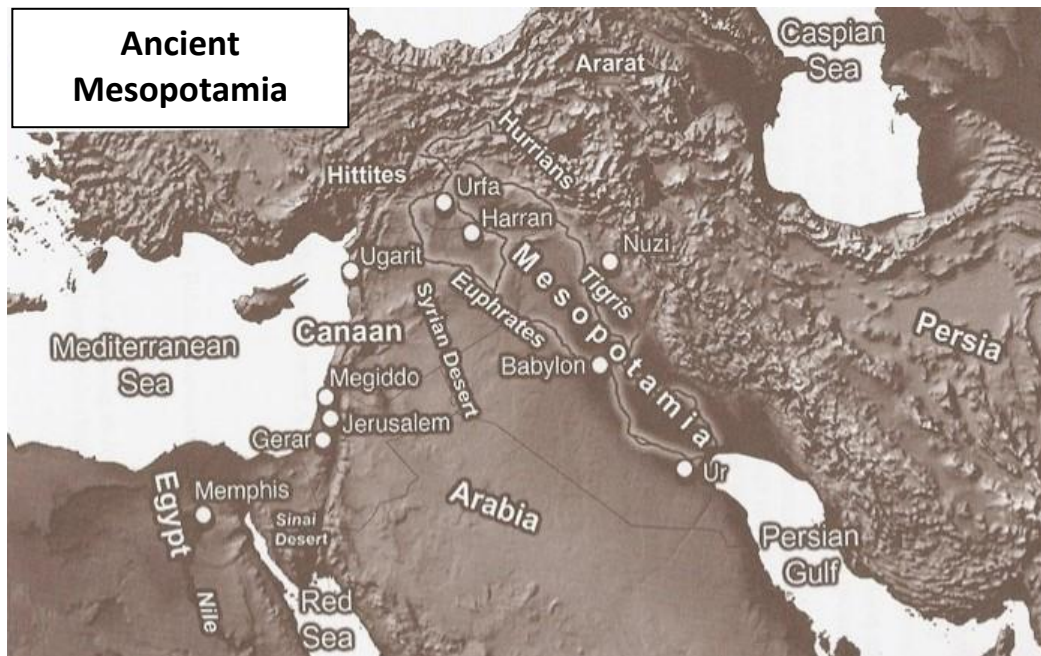 Ancient
Mesopotamia
Caspian
Sea
Ararat
Hurrians
Hittites
Urfa
Harran
Nuzi
Ugarit
Mesopotamia
Tigris
Euphrates
Syrian Desert
Canaan
Persia
Mediterranean
Sea
Babylon
Megiddo
Jerusalem
Gerar
Ur
Memphis
Egypt
Sinai
Desert
Arabia
Persian
Gulf
Nile
Red
Sea